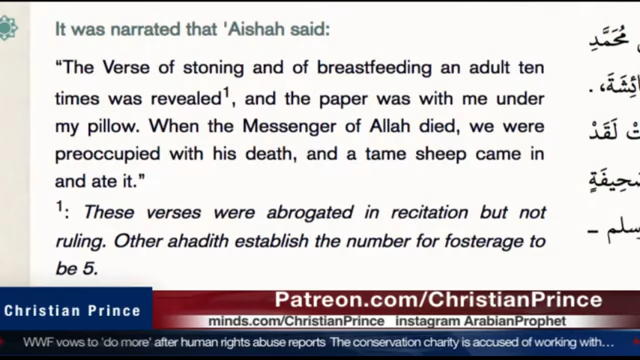 It was narrated that 'Aishah said:
مُحَمَّدِ
"The Verse of stoning and of breastfeeding an adult ten
times was revealed¹, and the paper was with me under
my pillow. When the Messenger of Allah died, we were
لَقَدْ
preoccupied with his death, and a tame sheep came in
and ate it."
¹: These verses were abrogated in recitation but not
ruling. Other ahadith establish the number for fosterage to
be 5.
Christian Prince
Patreon.com/ChristianPrince
minds.com/ChristianPrince instagram ArabianProphet
WWF vows to 'do more' after human rights abuse reports The conservation charity is accused of working with...